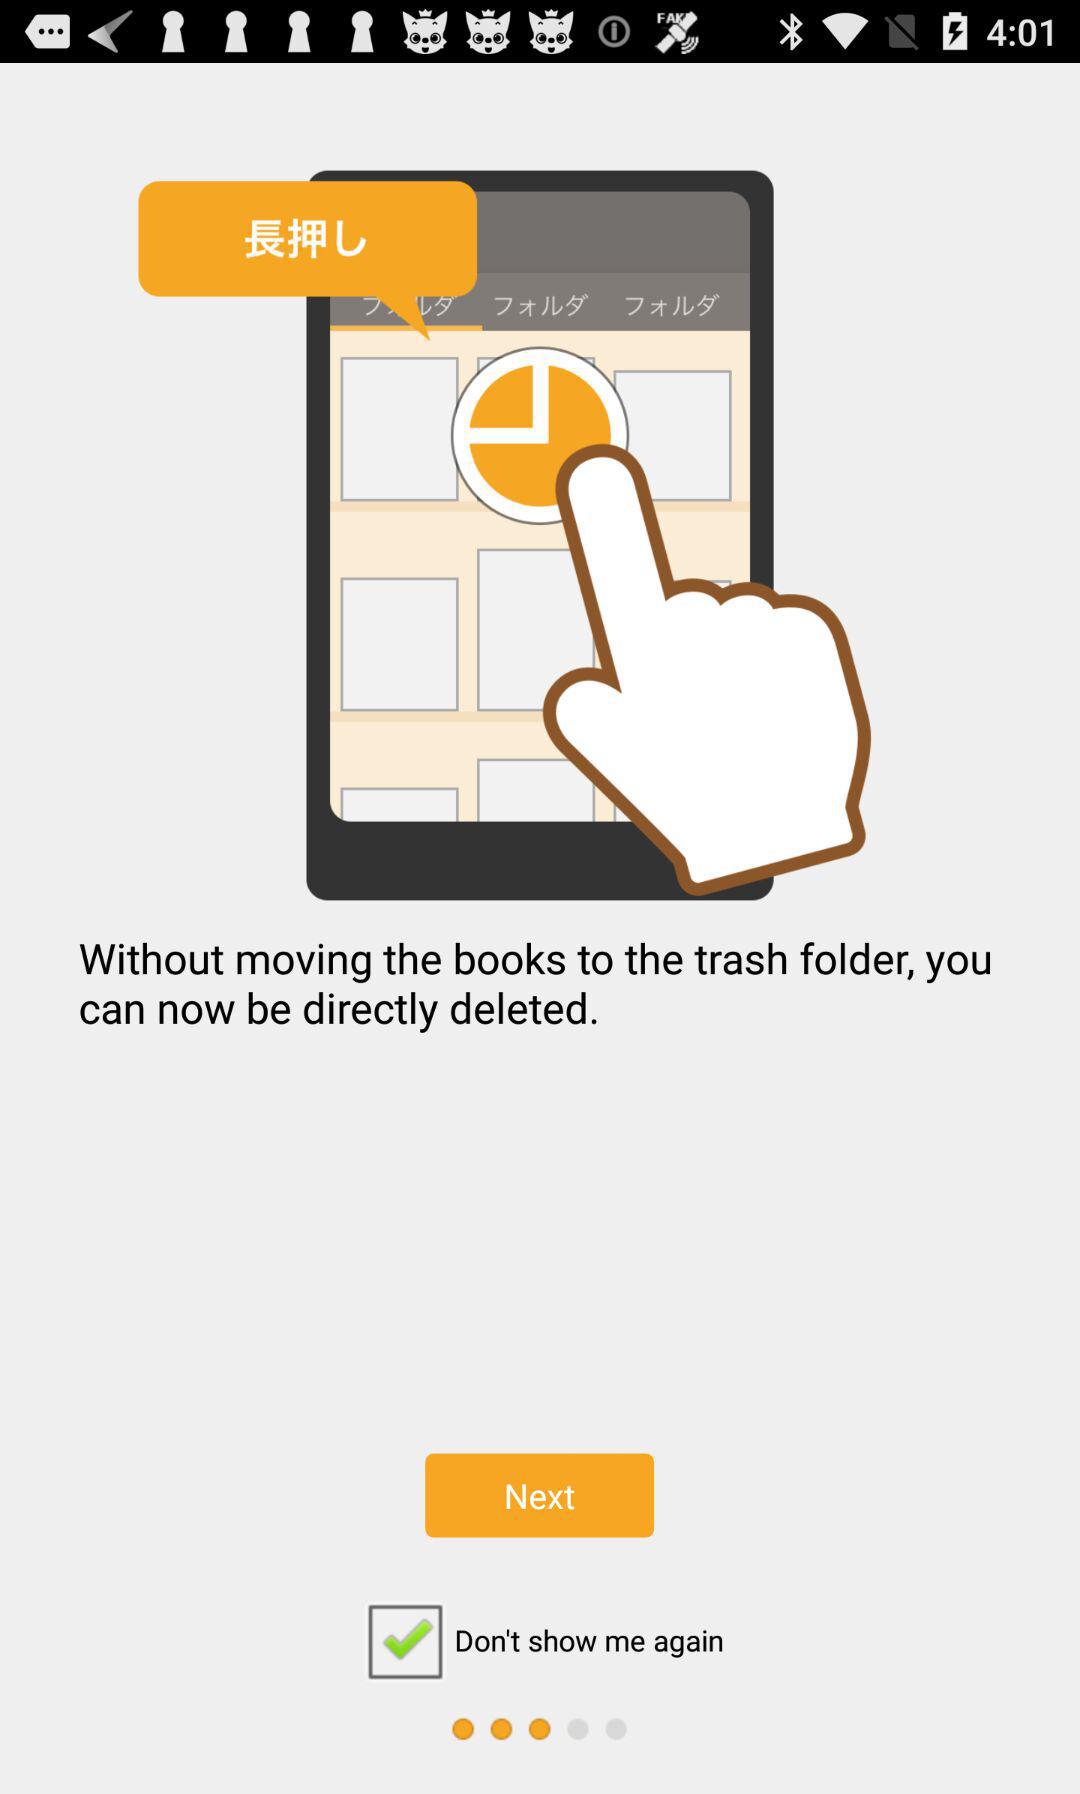 FAKE
4:01
長押し
フォルダ フォルダ フォルダ
Without moving the books to the trash folder, you
can now be directly deleted.
Next
Don't show me again